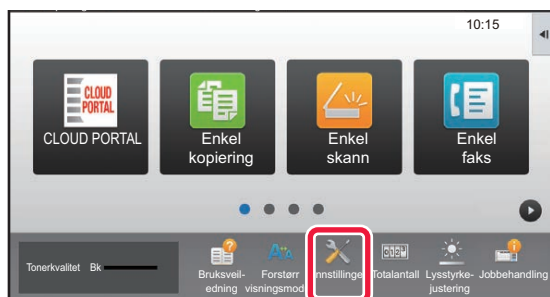 10:15
CLOUD
PORTAL
CLOUD PORTAL
Enkel
kopiering
Enkel
skann
Enkel
faks
Tonerkvalitet Bk
Bruksveil-
edning
Forstørr
visningsmod
Innstillinger
Totalantall
Lysstyrke-
justering
Jobbehandling